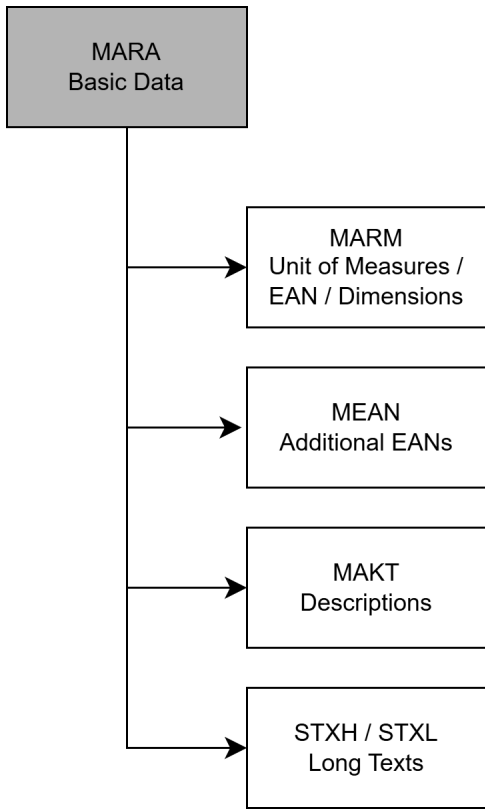 MARA
Basic Data
MARM
Unit of Measures /
EAN / Dimensions
MEAN
Additional EANs
MAKT
Descriptions
STXH / STXL
Long Texts